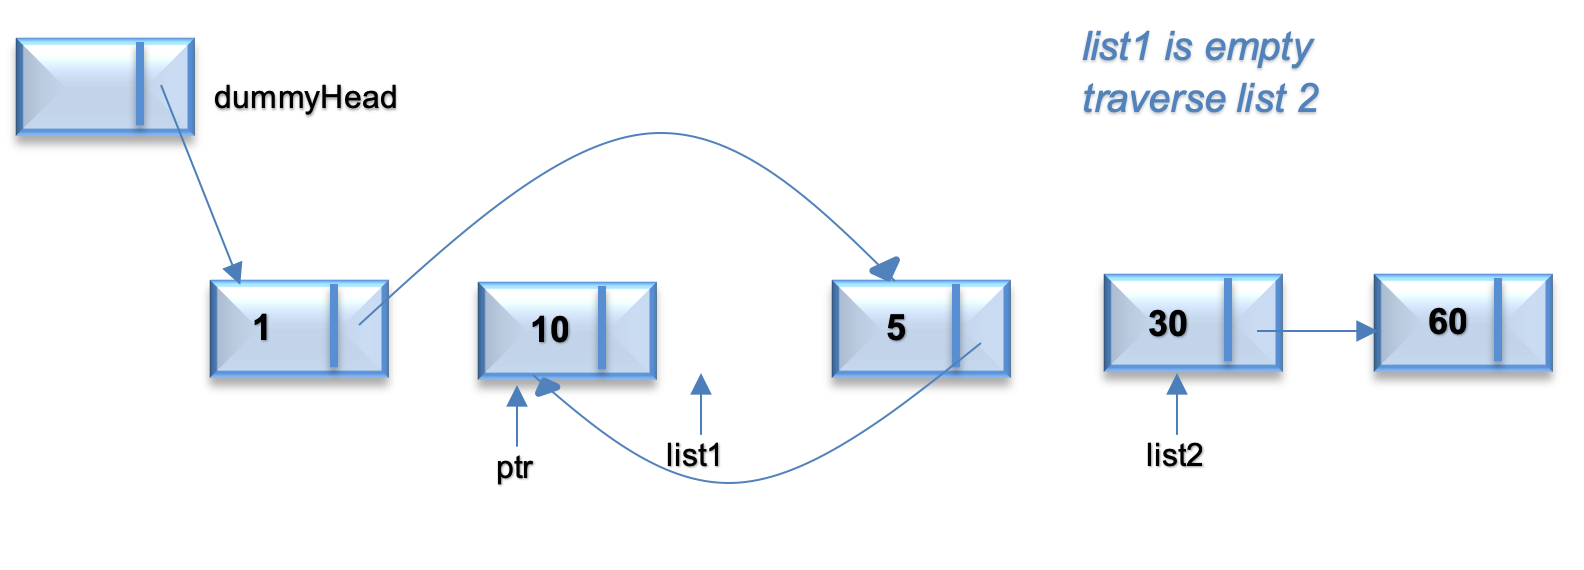 list1 is empty
traverse list 2
dummyHead
1
10
5
30
60
ptr
list1
list2